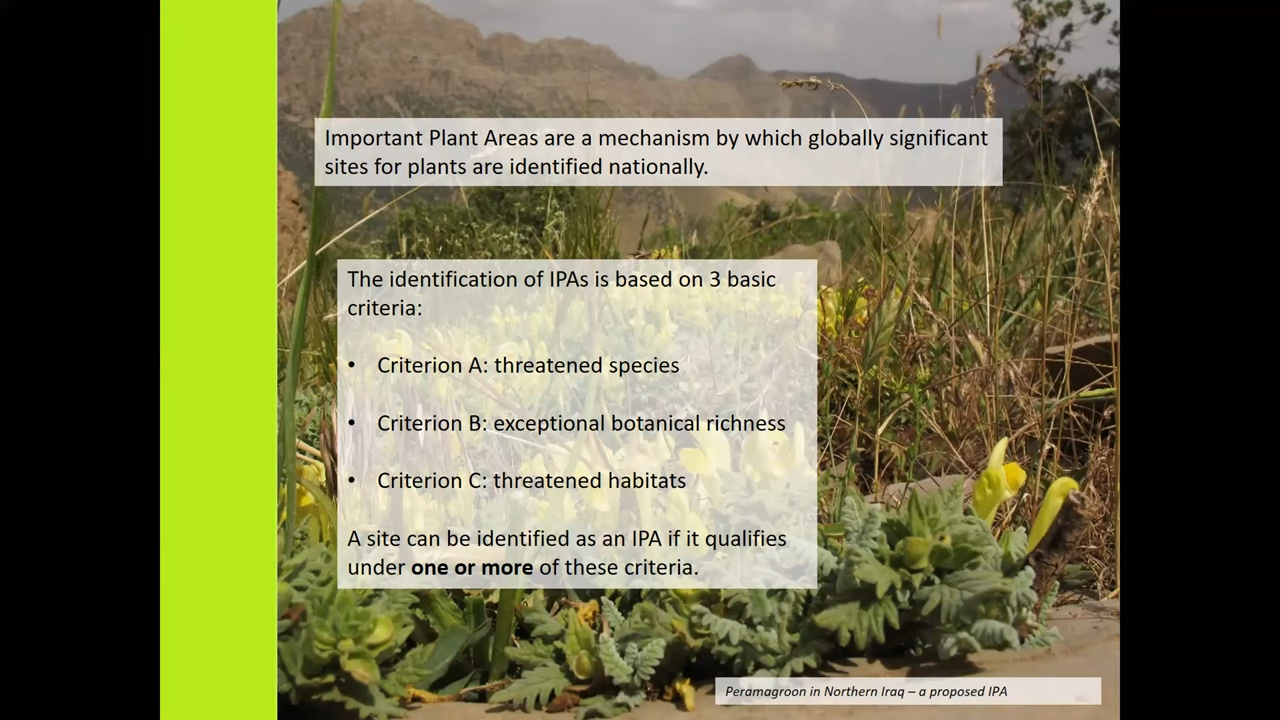 Important Plant Areas are a mechanism by which globally significant
sites for plants are identified nationally.
The identification of IPAs is based on 3 basic
criteria:
• Criterion A: threatened species
• Criterion B: exceptional botanical richness
• Criterion C: threatened habitats
A site can be identified as an IPA if it qualifies
under one or more of these criteria.
Peramagroon in Northern Iraq – a proposed IPA